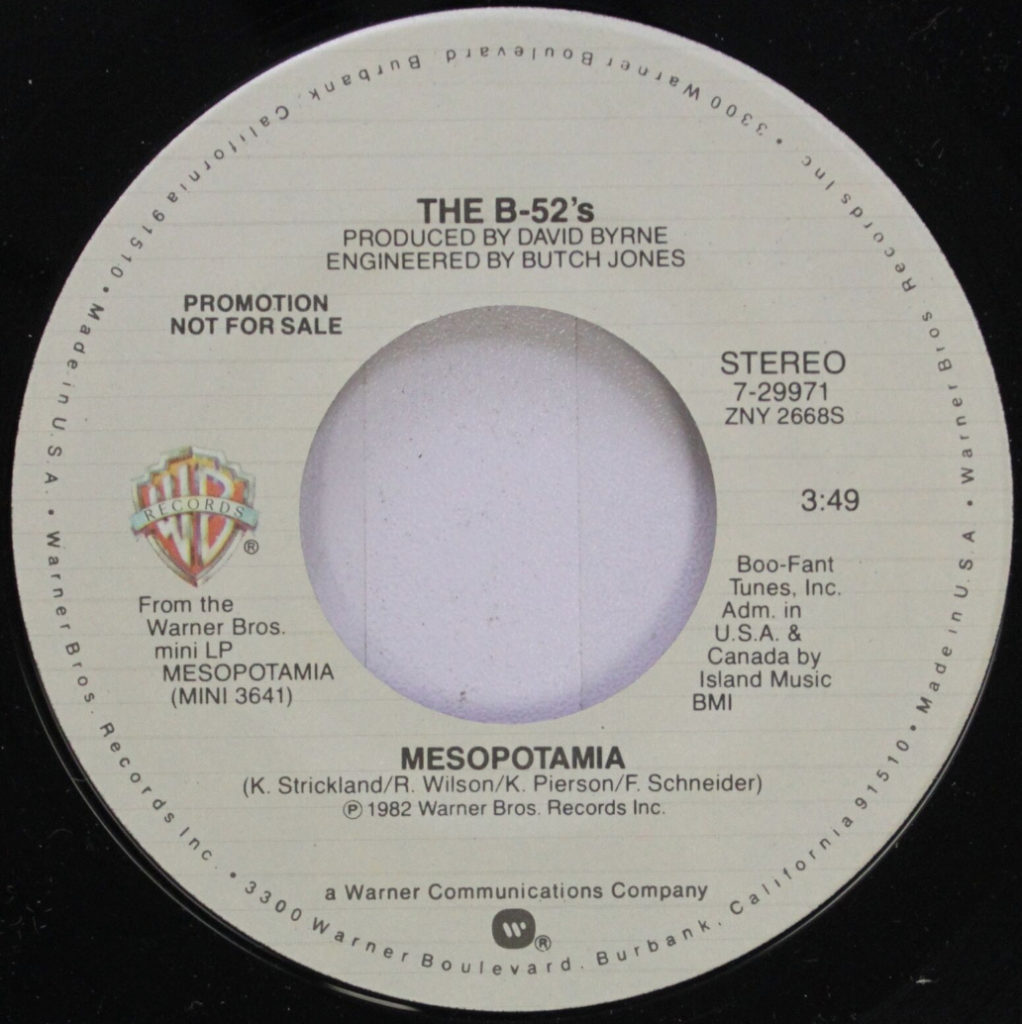 THE B-52's
PRODUCED BY DAVID BYRNE
ENGINEERED BY BUTCH JONES
PROMOTION
NOT FOR SALE
STEREO
7-29971
ZNY 2668S
3:49
WB
RECORDS
®
From the
Warner Bros.
mini LP
MESOPOTAMIA
(MINI 3641)
Boo-Fant
Tunes, Inc.
Adm. in
U.S.A. &
Canada by
Island Music
BMI
MESOPOTAMIA
(K. Strickland/R. Wilson/K. Pierson/F. Schneider)
℗ 1982 Warner Bros. Records Inc.
a Warner Communications Company
W ®
Warner Bros. Records Inc. • 3300 Warner Boulevard, Burbank, California 91510 • Made in U.S.A. • Warner Bros. Records Inc. • 3300 Warner Boulevard, Burbank, California 91510 • Made in U.S.A. •